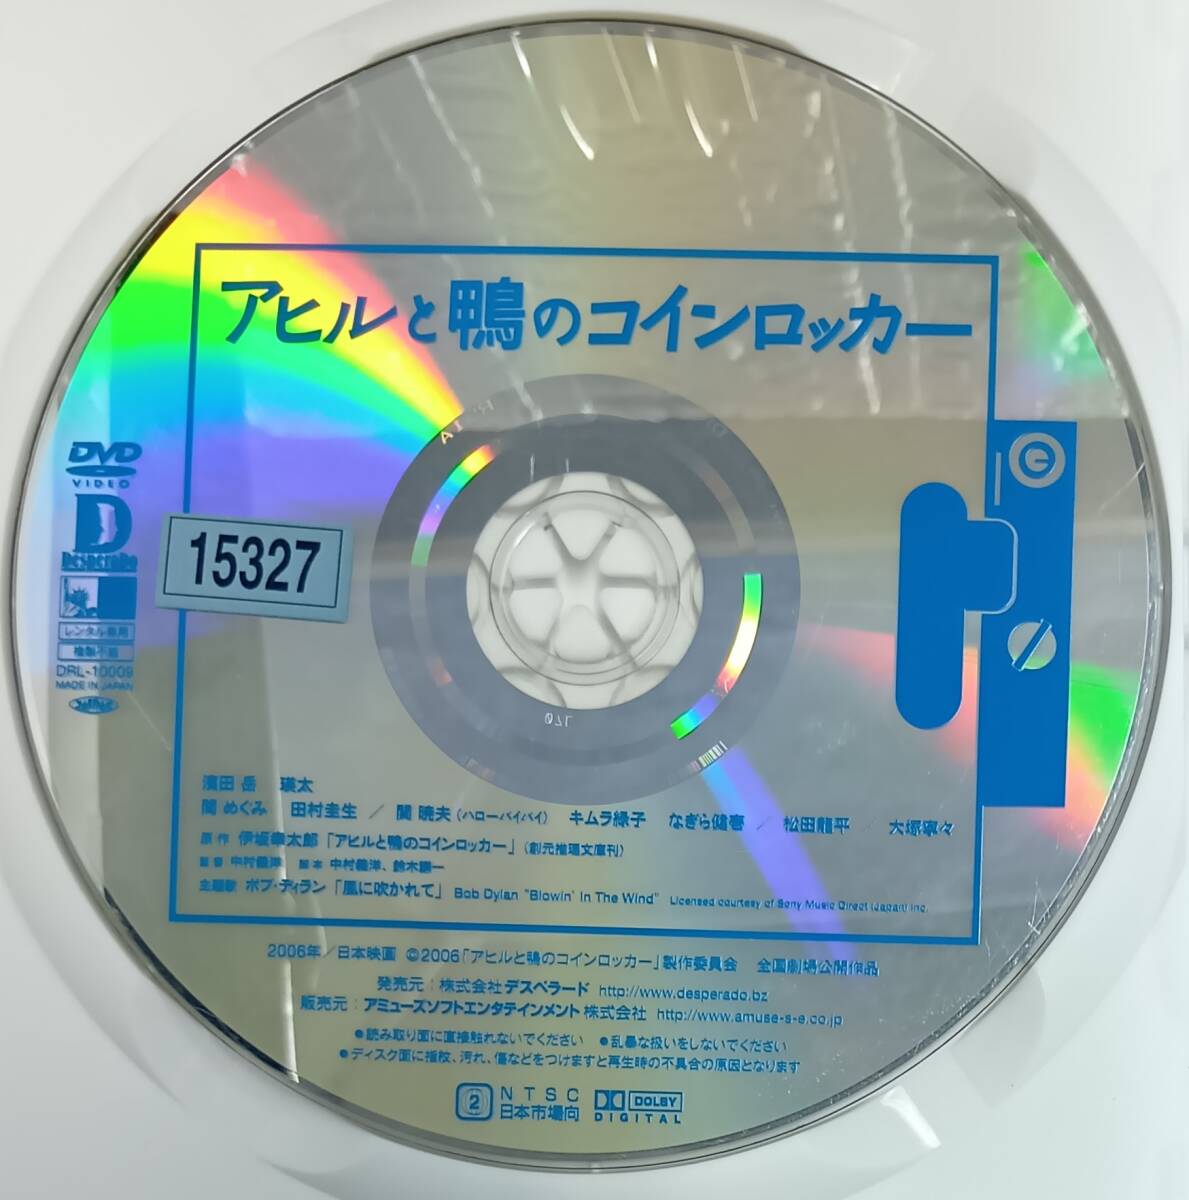 アヒルと鴨のコインロッカー
DVD
VIDEO
D
Desperado
15327
レンタル専用
複製不能
DRL-10009
MADE IN JAPAN
濱田 岳 瑛太
関 めぐみ 田村圭生 / 関 暁夫 (ハローバイバイ) キムラ緑子 なぎら健壱 / 松田龍平 / 大塚寧々
原作 伊坂幸太郎「アヒルと鴨のコインロッカー」(創元推理文庫刊)
監督 中村義洋 脚本 中村義洋、鈴木謙一
主題歌 ボブ・ディラン「風に吹かれて」 Bob Dylan "Blowin' In The Wind" Licensed courtesy of Sony Music Direct (Japan) Inc.
2006年/日本映画 ©2006「アヒルと鴨のコインロッカー」製作委員会 全国劇場公開作品
発売元:株式会社デスペラード http://www.desperado.bz
販売元:アミューズソフトエンタテインメント株式会社 http://www.amuse-s-e.co.jp
●読み取り面に直接触れないでください ●乱暴な扱いをしないでください
●ディスク面に指紋、汚れ、傷などをつけますと再生時の不具合の原因となります
2 NTSC
日本市場向
DOLBY
DIGITAL